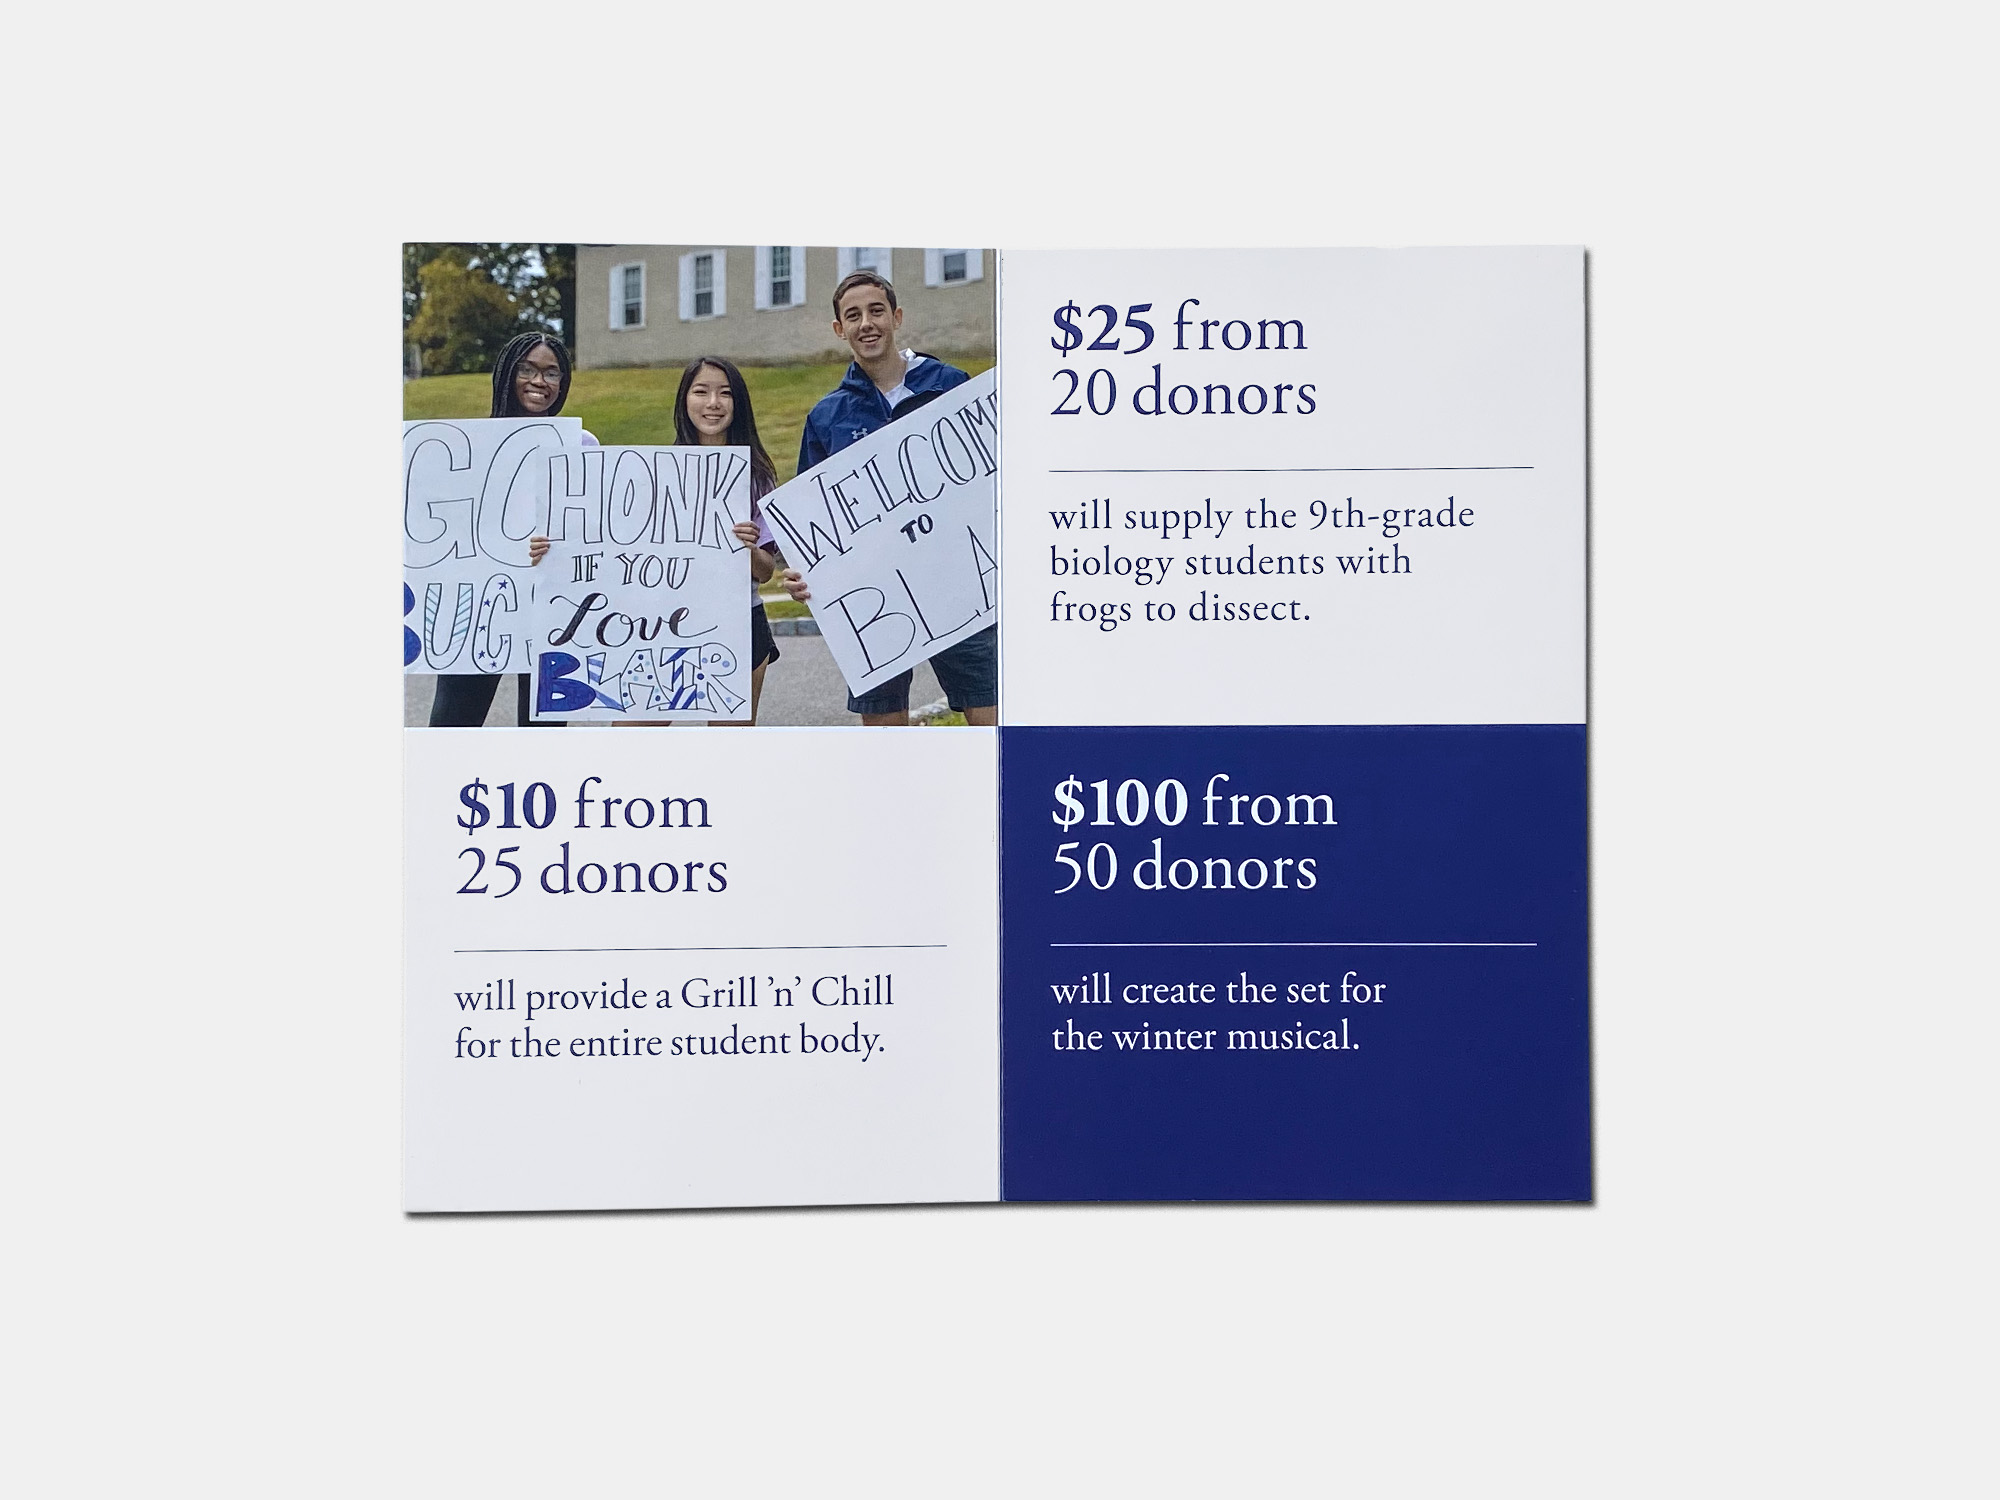 GO
BUC
HONK
IF YOU
Love
BLAIR
WELCOM
TO
BLA
$25 from
20 donors
will supply the 9th-grade
biology students with
frogs to dissect.
$10 from
25 donors
will provide a Grill ’n’ Chill
for the entire student body.
$100 from
50 donors
will create the set for
the winter musical.